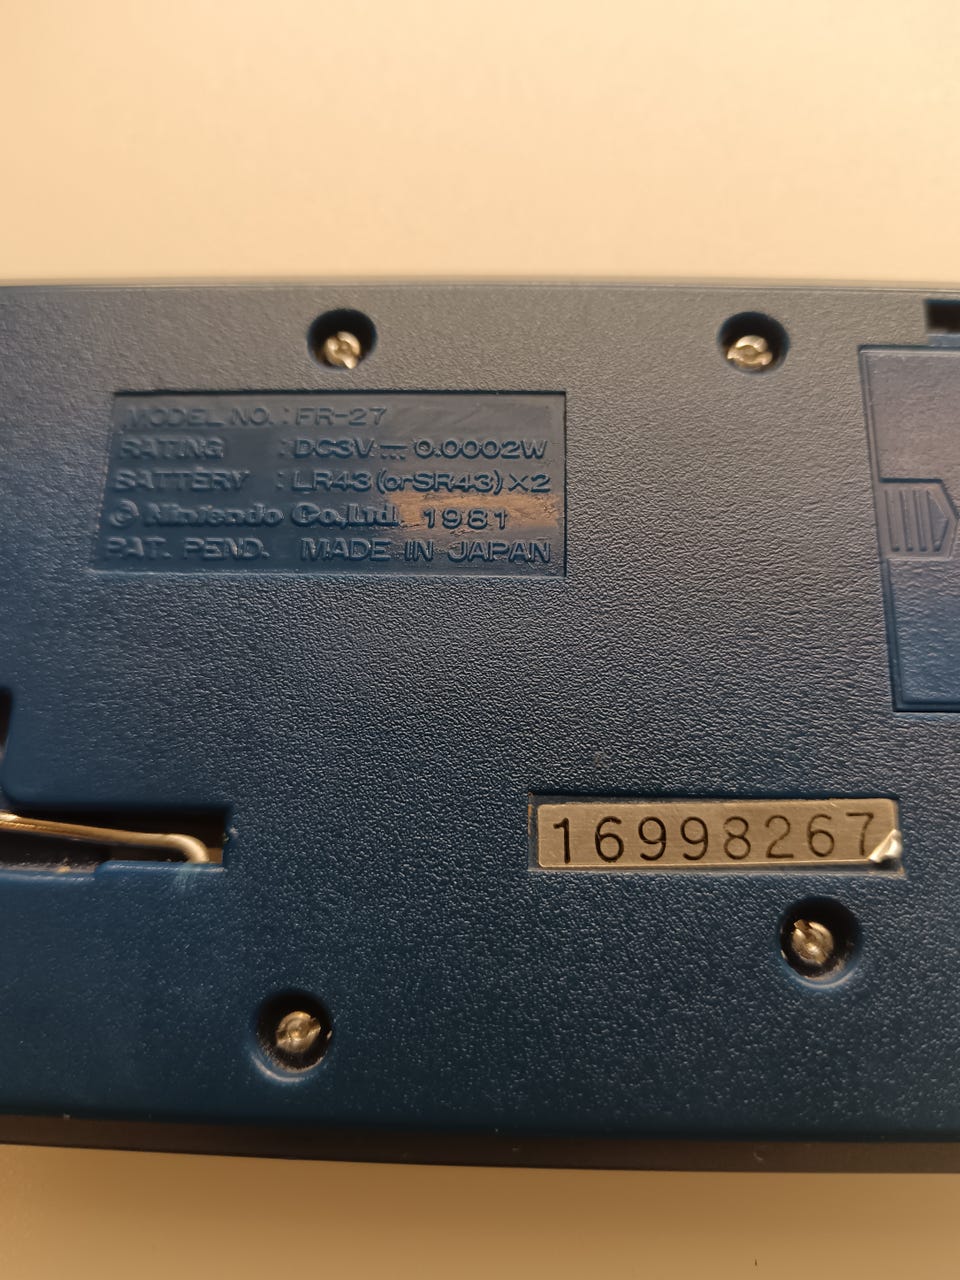 MODEL NO. : FR-27
RATING : DC3V ⎓ 0.0002W
BATTERY : LR43 (or SR43) X2
© Nintendo Co.,Ltd. 1981
PAT. PEND. MADE IN JAPAN
16998267